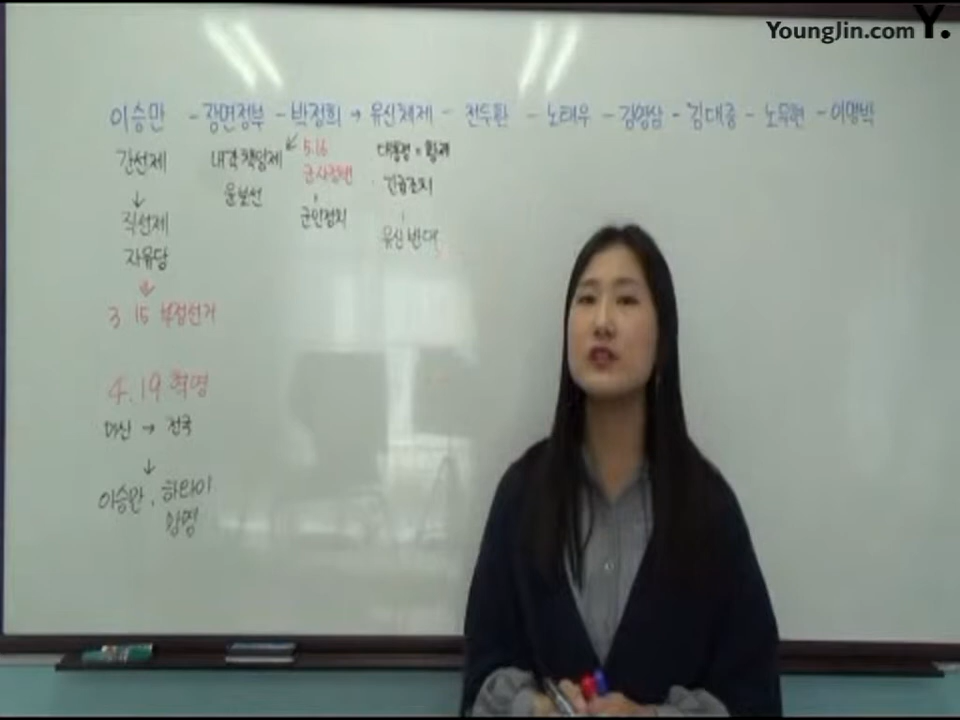 YoungJin.com Y.
이승만 - 장면정부 - 박정희 → 유신체제 - 전두환 - 노태우 - 김영삼 - 김대중 - 노무현 - 이명박
간선제
↓
직선제
자유당
↓
3 15 부정선거
4.19 혁명
마산 → 전국
↓
이승만, 하와이
망명
내각책임제
윤보선
↙ 5.16
군사정변
군인정치
대통령 = 황제
긴급조치
유신반대